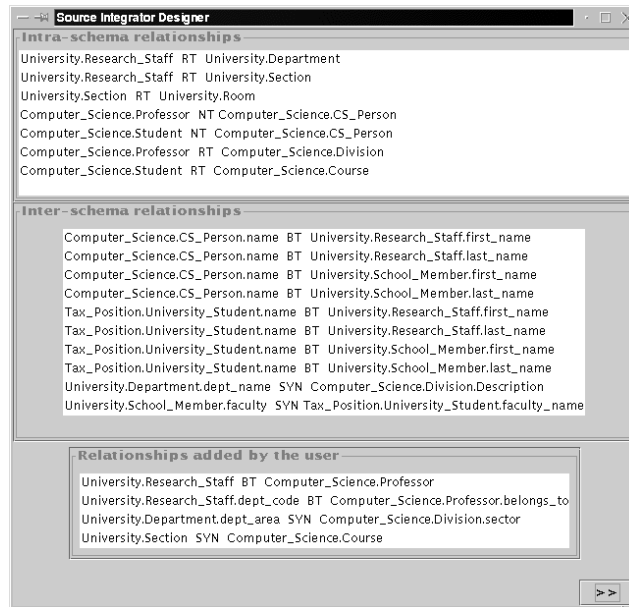 Source Integrator Designer
Intra-schema relationships
University.Research_Staff RT University.Department
University.Research_Staff RT University.Section
University.Section RT University.Room
Computer_Science.Professor NT Computer_Science.CS_Person
Computer_Science.Student NT Computer_Science.CS_Person
Computer_Science.Professor RT Computer_Science.Division
Computer_Science.Student RT Computer_Science.Course
Inter-schema relationships
Computer_Science.CS_Person.name BT University.Research_Staff.first_name
Computer_Science.CS_Person.name BT University.Research_Staff.last_name
Computer_Science.CS_Person.name BT University.School_Member.first_name
Computer_Science.CS_Person.name BT University.School_Member.last_name
Tax_Position.University_Student.name BT University.Research_Staff.first_name
Tax_Position.University_Student.name BT University.Research_Staff.last_name
Tax_Position.University_Student.name BT University.School_Member.first_name
Tax_Position.University_Student.name BT University.School_Member.last_name
University.Department.dept_name SYN Computer_Science.Division.Description
University.School_Member.faculty SYN Tax_Position.University_Student.faculty_name
Relationships added by the user
University.Research_Staff BT Computer_Science.Professor
University.Research_Staff.dept_code BT Computer_Science.Professor.belongs_to
University.Department.dept_area SYN Computer_Science.Division.sector
University.Section SYN Computer_Science.Course
>>